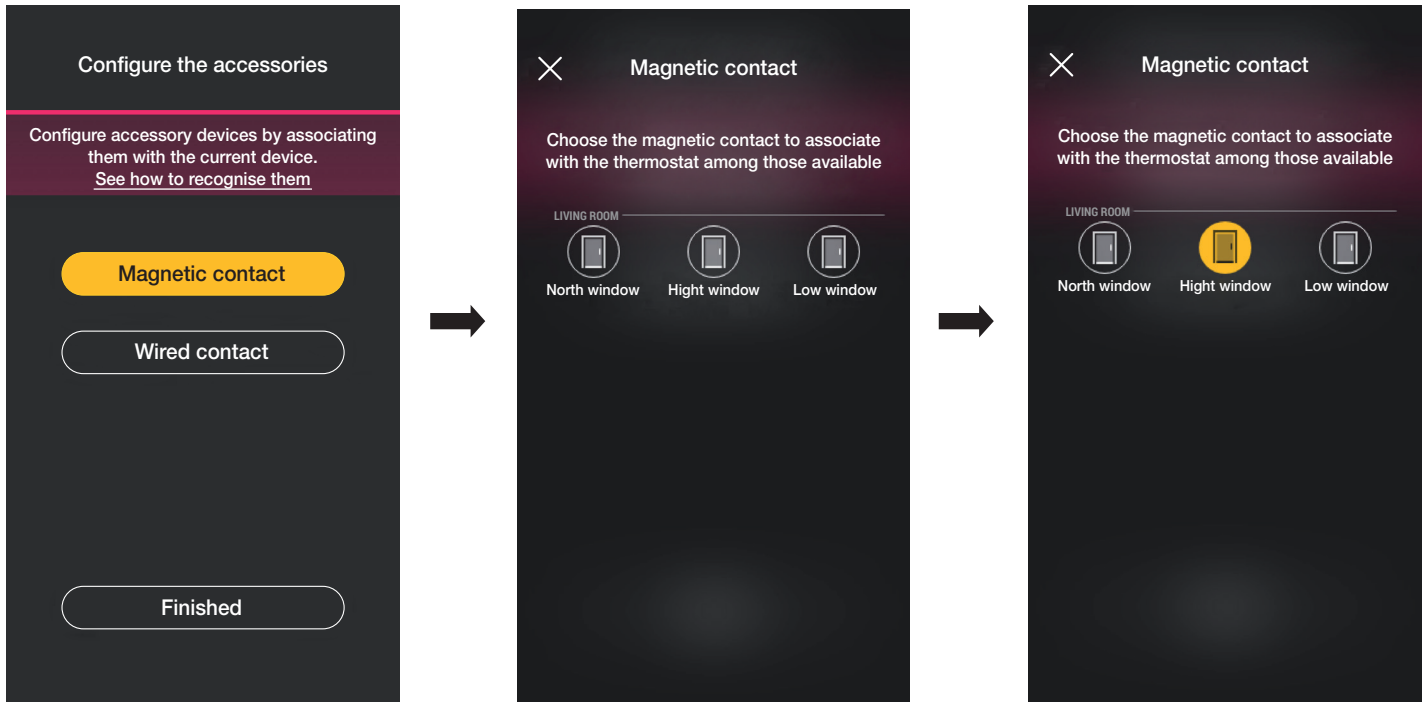 Configure the accessories
Configure accessory devices by associating
them with the current device.
See how to recognise them
Magnetic contact
Wired contact
Finished
Magnetic contact
Choose the magnetic contact to associate
with the thermostat among those available
LIVING ROOM
North window
Hight window
Low window
Magnetic contact
Choose the magnetic contact to associate
with the thermostat among those available
LIVING ROOM
North window
Hight window
Low window